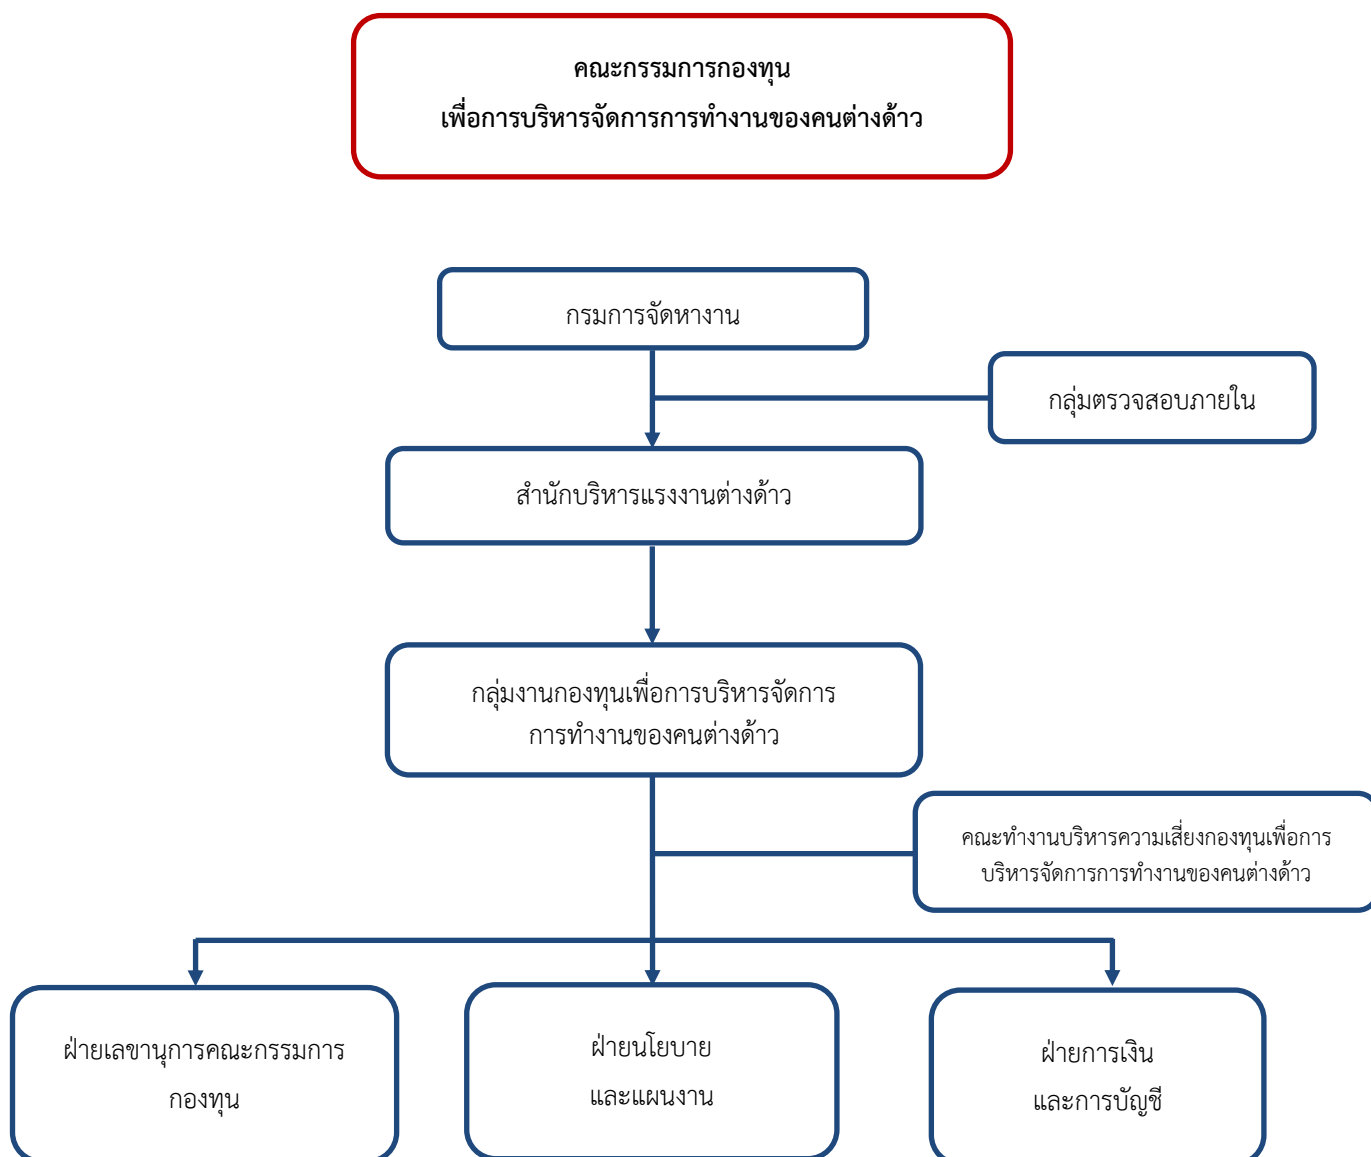 คณะกรรมการกองทุน
เพื่อการบริหารจัดการการทำงานของคนต่างด้าว
กรมการจัดหางาน
กลุ่มตรวจสอบภายใน
สำนักบริหารแรงงานต่างด้าว
กลุ่มงานกองทุนเพื่อการบริหารจัดการ
การทำงานของคนต่างด้าว
คณะทำงานบริหารความเสี่ยงกองทุนเพื่อการ
บริหารจัดการการทำงานของคนต่างด้าว
ฝ่ายเลขานุการคณะกรรมการ
กองทุน
ฝ่ายนโยบาย
และแผนงาน
ฝ่ายการเงิน
และการบัญชี